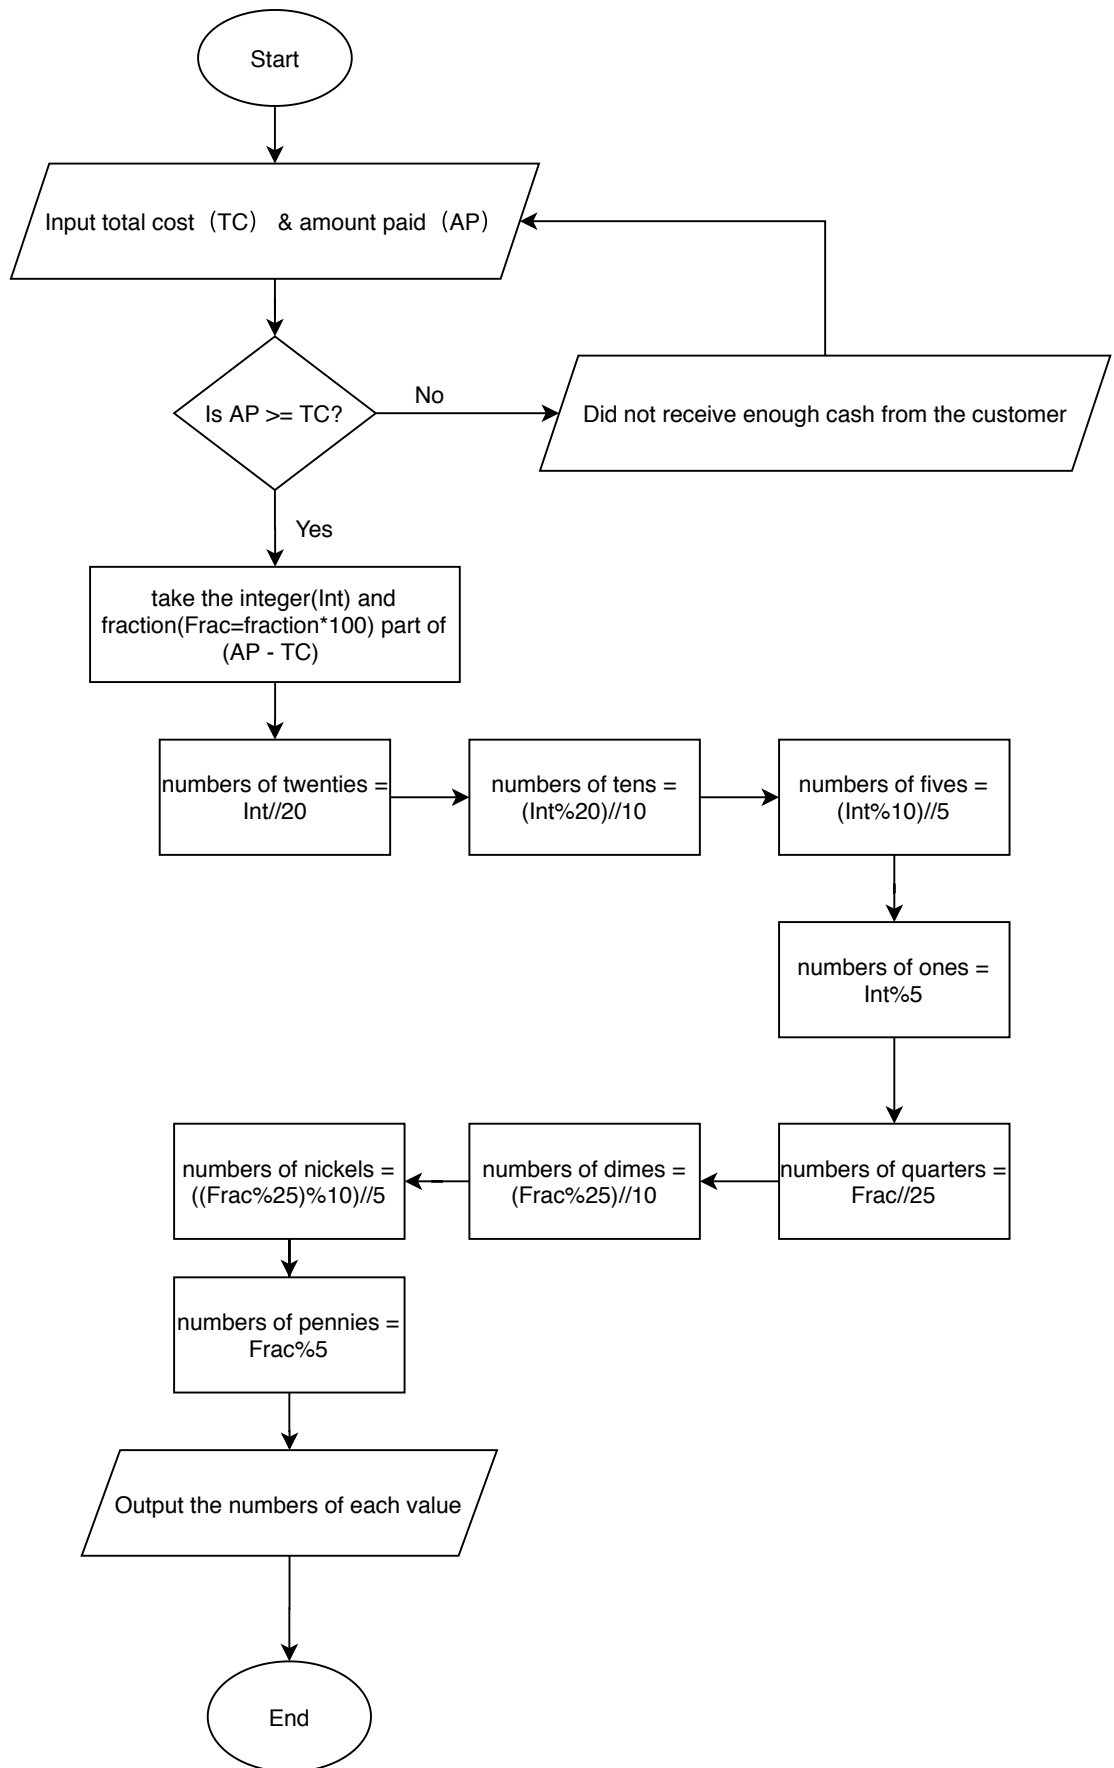 Start
Input total cost（TC） & amount paid（AP）
Is AP >= TC?
No
Did not receive enough cash from the customer
Yes
take the integer(Int) and
fraction(Frac=fraction*100) part of
(AP - TC)
numbers of twenties =
Int//20
numbers of tens =
(Int%20)//10
numbers of fives =
(Int%10)//5
numbers of ones =
Int%5
numbers of quarters =
Frac//25
numbers of dimes =
(Frac%25)//10
numbers of nickels =
((Frac%25)%10)//5
numbers of pennies =
Frac%5
Output the numbers of each value
End